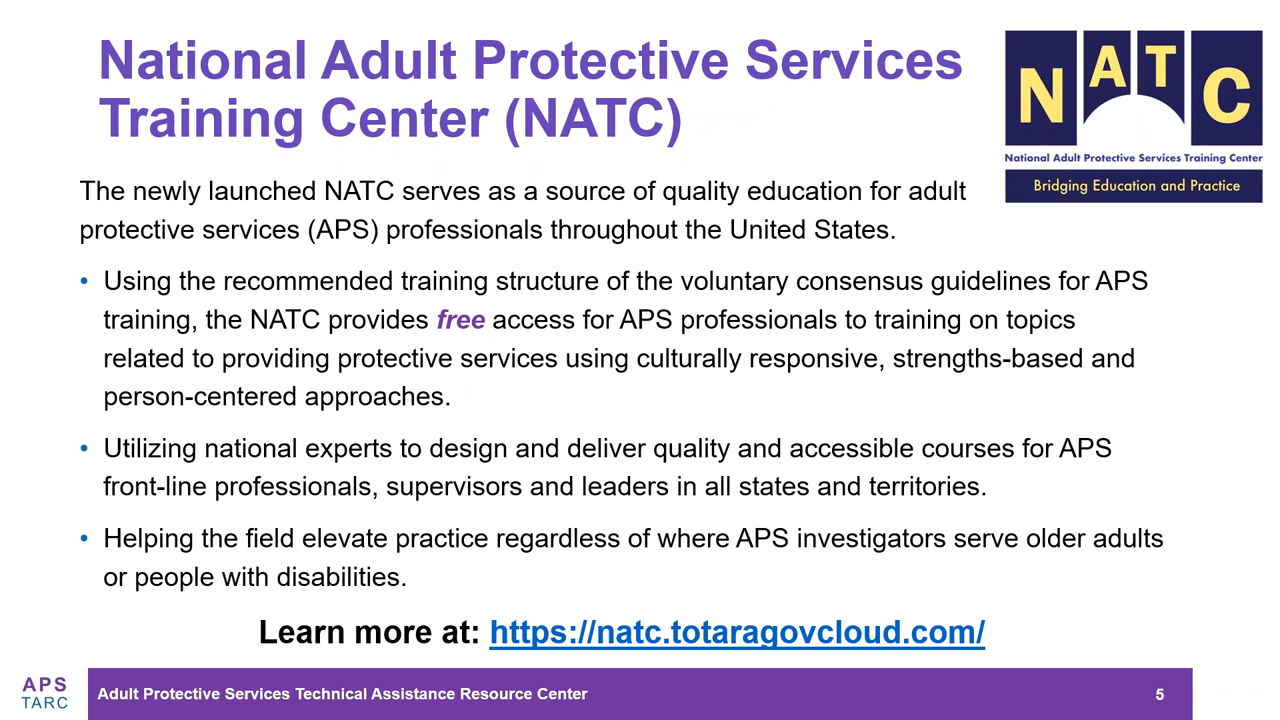 National Adult Protective Services
Training Center (NATC)
NATC
National Adult Protective Services Training Center
Bridging Education and Practice
The newly launched NATC serves as a source of quality education for adult
protective services (APS) professionals throughout the United States.
• Using the recommended training structure of the voluntary consensus guidelines for APS
training, the NATC provides free access for APS professionals to training on topics
related to providing protective services using culturally responsive, strengths-based and
person-centered approaches.
• Utilizing national experts to design and deliver quality and accessible courses for APS
front-line professionals, supervisors and leaders in all states and territories.
• Helping the field elevate practice regardless of where APS investigators serve older adults
or people with disabilities.
Learn more at: https://natc.totaragovcloud.com/
APS
TARC
Adult Protective Services Technical Assistance Resource Center
5